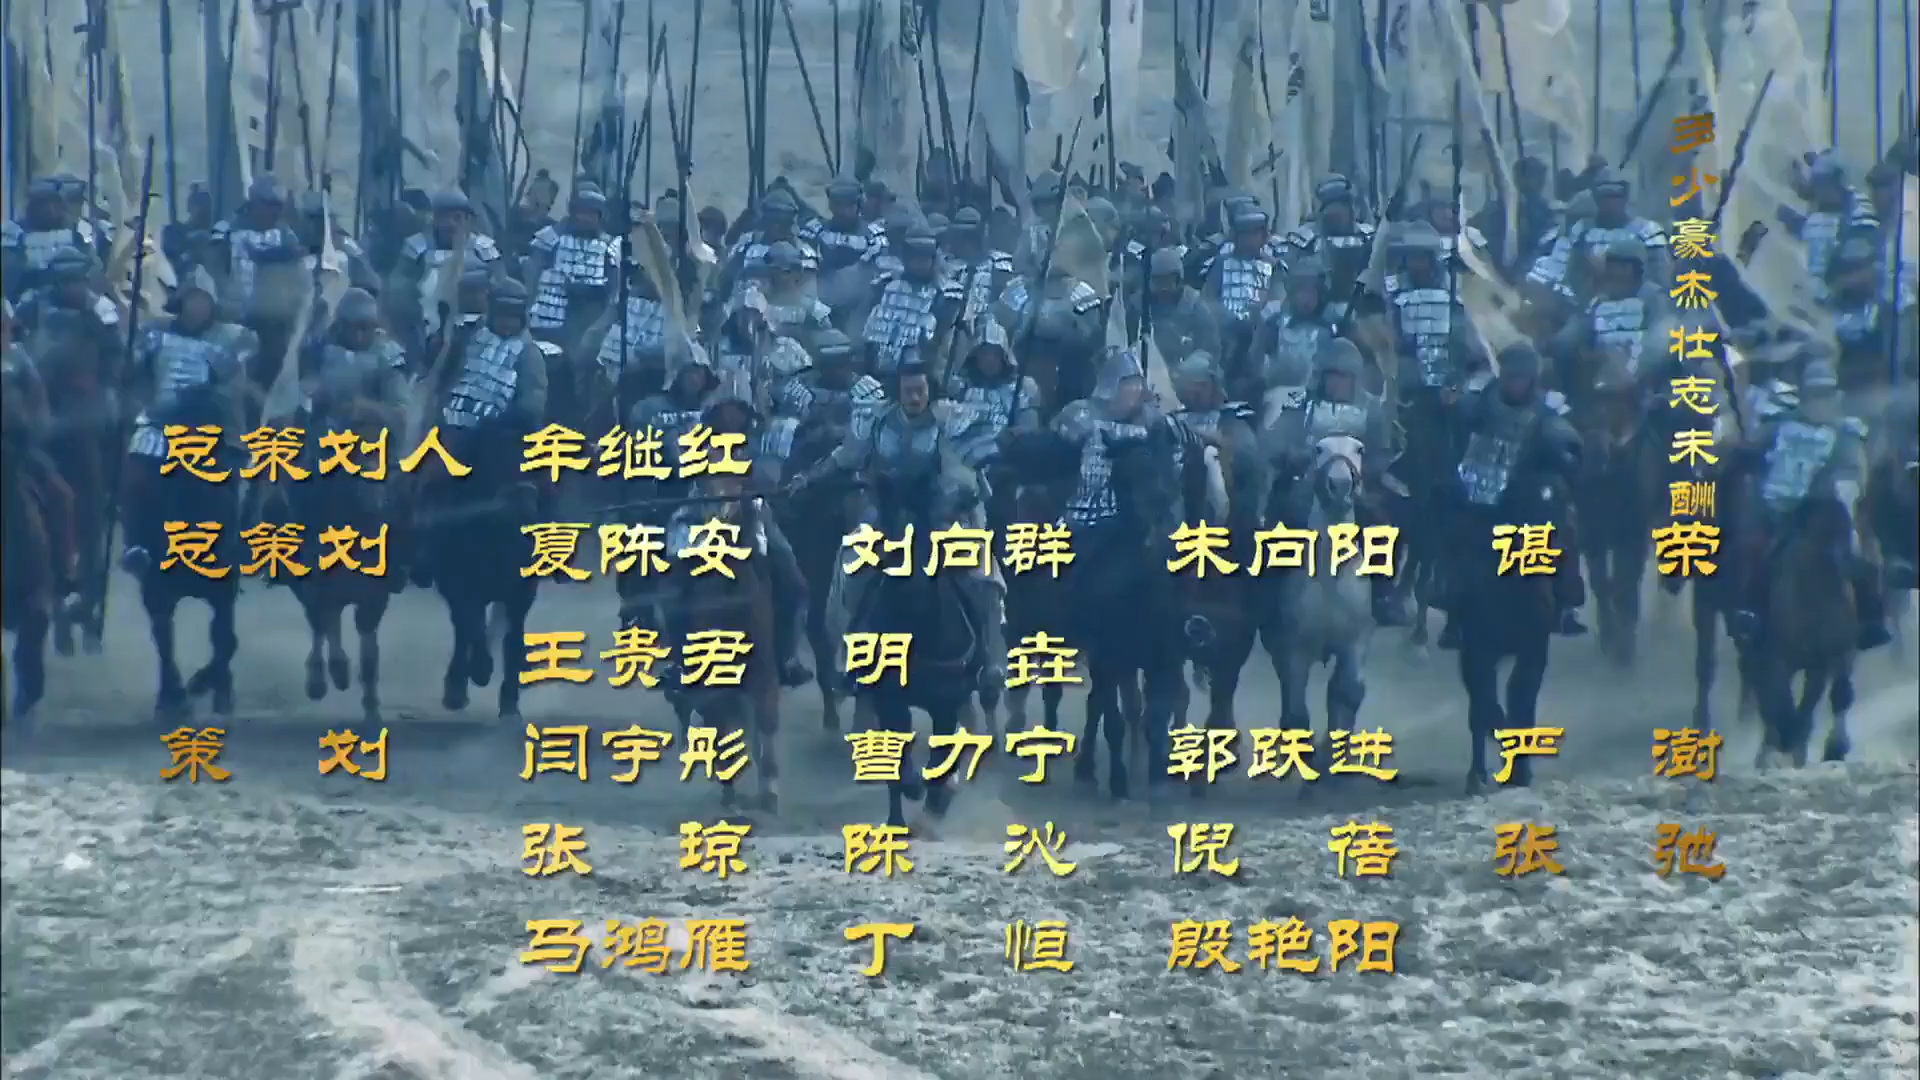 总策划人 牟继红
总策划 夏陈安 刘向群 朱向阳 谌荣
王贵君 明垚
策划 闫宇彤 曹力宁 郭跃进 严澍
张琼 陈沁 倪蓓 张弛
马鸿雁 丁恒 殷艳阳
多少豪杰壮志未酬